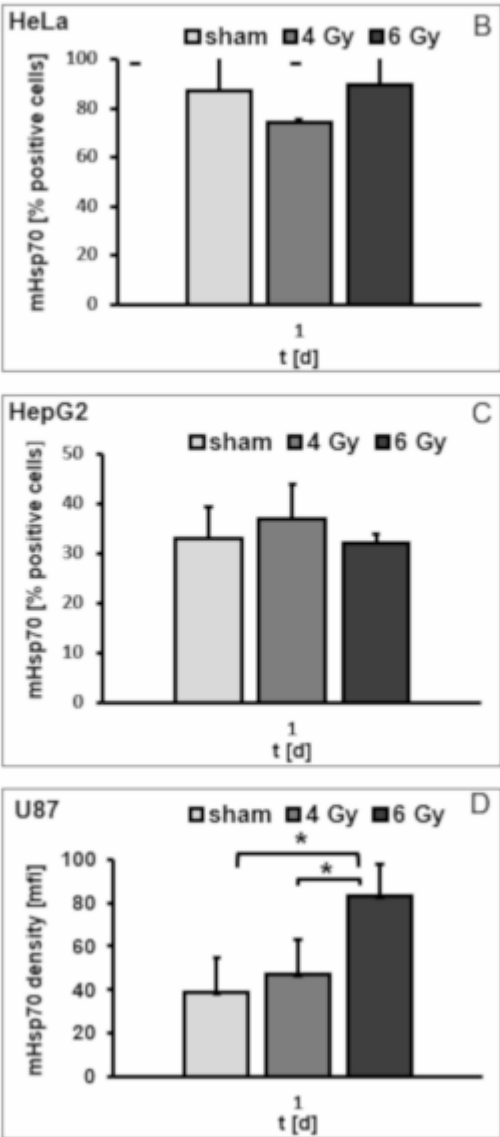 HeLa B
sham 4 Gy 6 Gy
mHsp70 [% positive cells]
100
80
60
40
20
0
1
t [d]
HepG2 C
sham 4 Gy 6 Gy
mHsp70 [% positive cells]
50
40
30
20
10
0
1
t [d]
U87 D
sham 4 Gy 6 Gy
mHsp70 density [mfi]
*
*
100
80
60
40
20
0
1
t [d]